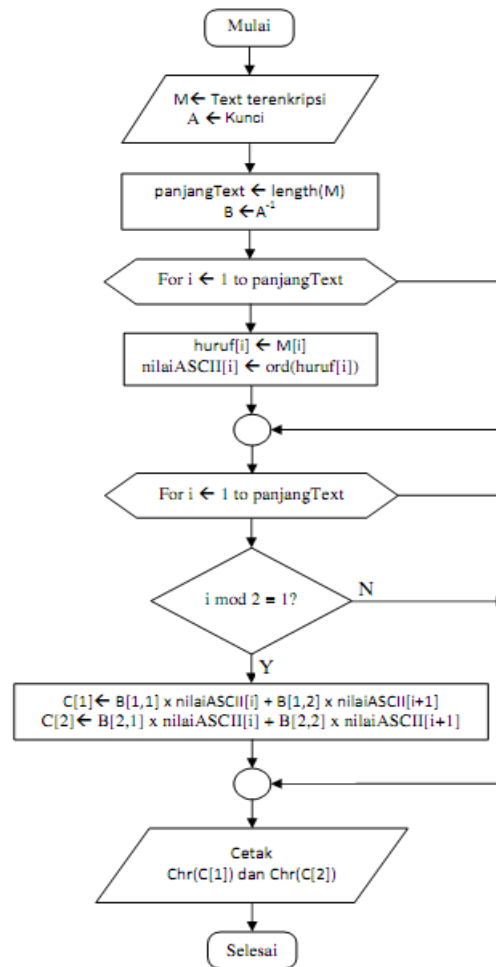 Mulai
M ← Text terenkripsi
A ← Kunci
panjangText ← length(M)
B ← A⁻¹
For i ← 1 to panjangText
huruf[i] ← M[i]
nilaiASCII[i] ← ord(huruf[i])
For i ← 1 to panjangText
i mod 2 = 1?
N
Y
C[1] ← B[1,1] x nilaiASCII[i] + B[1,2] x nilaiASCII[i+1]
C[2] ← B[2,1] x nilaiASCII[i] + B[2,2] x nilaiASCII[i+1]
Cetak
Chr(C[1]) dan Chr(C[2])
Selesai